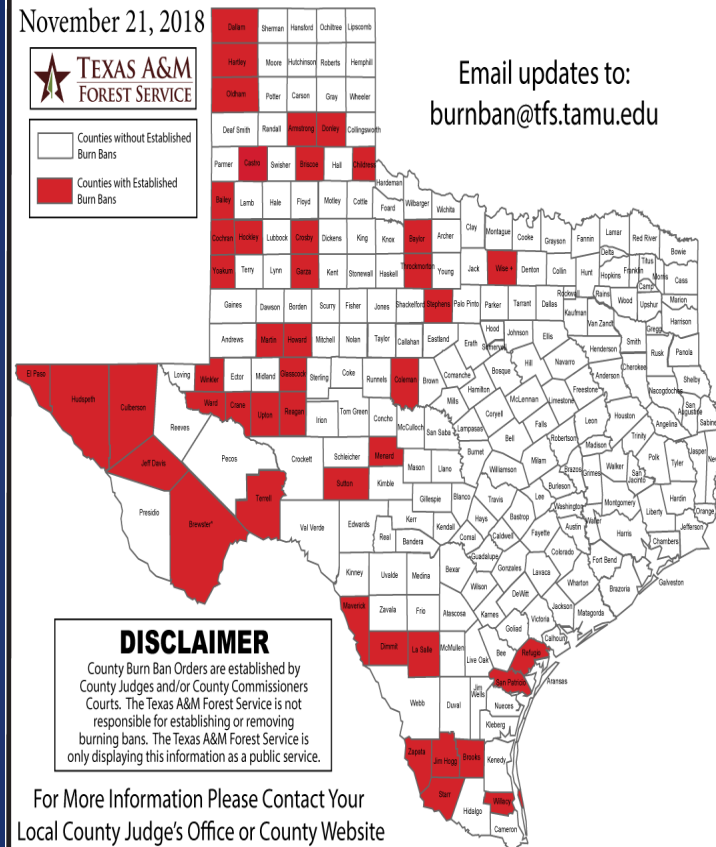 November 21, 2018
TEXAS A&M
FOREST SERVICE
Counties without Established
Burn Bans
Counties with Established
Burn Bans
Email updates to:
burnban@tfs.tamu.edu
Dallam Sherman Hansford Ochiltree Lipscomb
Hartley Moore Hutchinson Roberts Hemphill
Oldham Potter Carson Gray Wheeler
Deaf Smith Randall Armstrong Donley Collingsworth
Parmer Castro Swisher Briscoe Hall Childress
Hardeman
Bailey Lamb Hale Floyd Motley Cottle Foard Wilbarger Wichita
Cochran Hockley Lubbock Crosby Dickens King Knox Baylor Archer Clay Montague Cooke Grayson Fannin Lamar Red River Bowie
Delta Titus
Yoakum Terry Lynn Garza Kent Stonewall Haskell Throckmorton Young Jack Wise + Denton Collin Hunt Hopkins Franklin Morris Cass
Camp
Rockwall Rains Wood Upshur Marion
Gaines Dawson Borden Scurry Fisher Jones Shackelford Stephens Palo Pinto Parker Tarrant Dallas Kaufman Van Zandt Gregg Harrison
Andrews Martin Howard Mitchell Nolan Taylor Callahan Eastland Erath Hood Somervell Johnson Ellis Henderson Smith Rusk Panola
El Paso Hudspeth Culberson Loving Winkler Ector Midland Glasscock Sterling Coke Runnels Coleman Brown Comanche Bosque Hill Navarro Anderson Cherokee Shelby
Hamilton McLennan Limestone Freestone Nacogdoches San Augustine Sabine
Reeves Ward Crane Upton Reagan Irion Tom Green Concho McCulloch San Saba Mills Lampasas Coryell Bell Falls Leon Houston Angelina
Robertson Madison Trinity Polk Tyler Jasper
Jeff Davis Pecos Crockett Schleicher Menard Mason Llano Burnet Williamson Milam Brazos Grimes Walker San Jacinto
Presidio Brewster* Terrell Sutton Kimble Gillespie Blanco Travis Lee Burleson Washington Montgomery Liberty Hardin Orange
Val Verde Edwards Kerr Real Bandera Kendall Hays Comal Caldwell Bastrop Fayette Austin Waller Harris Chambers Jefferson
Guadalupe Gonzales Colorado Fort Bend Galveston
Kinney Uvalde Medina Bexar Wilson Lavaca Wharton Brazoria
DeWitt Jackson Matagorda
Maverick Zavala Frio Atascosa Karnes Goliad Victoria Calhoun
Dimmit La Salle McMullen Live Oak Bee Refugio Aransas
San Patricio
Webb Duval Jim Wells Nueces
Kleberg
Zapata Jim Hogg Brooks Kenedy
Starr Hidalgo Willacy
Cameron
DISCLAIMER
County Burn Ban Orders are established by
County Judges and/or County Commissioners
Courts. The Texas A&M Forest Service is not
responsible for establishing or removing
burning bans. The Texas A&M Forest Service is
only displaying this information as a public service.
For More Information Please Contact Your
Local County Judge's Office or County Website